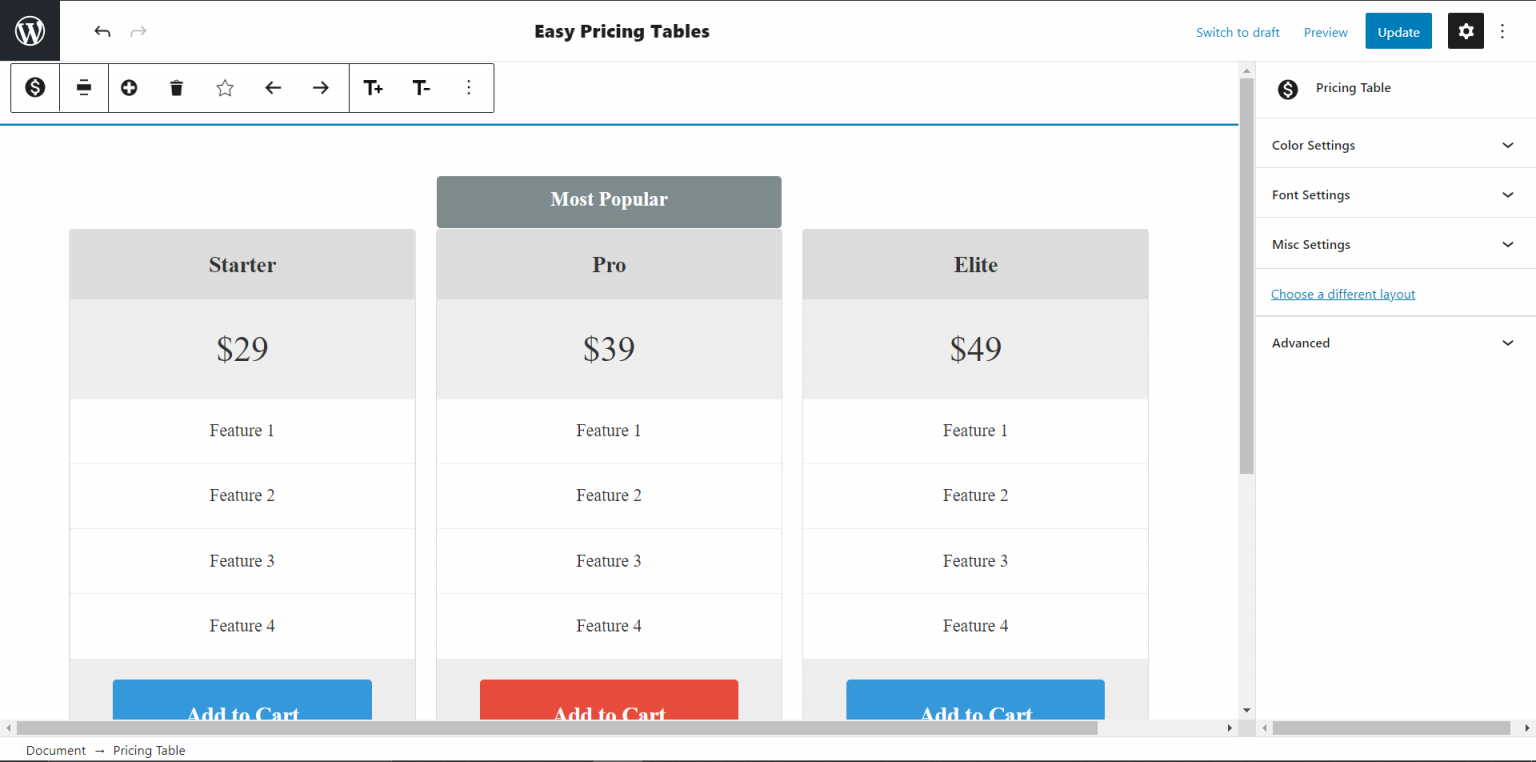 Easy Pricing Tables
Switch to draft
Preview
Update
T+
T-
Pricing Table
Color Settings
Font Settings
Misc Settings
Choose a different layout
Advanced
Most Popular
Starter
$29
Feature 1
Feature 2
Feature 3
Feature 4
Add to Cart
Pro
$39
Feature 1
Feature 2
Feature 3
Feature 4
Add to Cart
Elite
$49
Feature 1
Feature 2
Feature 3
Feature 4
Add to Cart
Document → Pricing Table